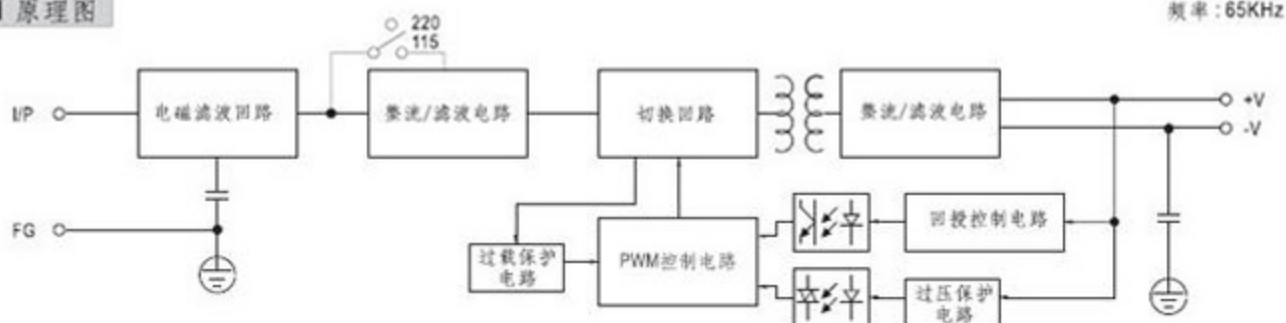 原理图
频率:65KHz
220
115
I/P
电磁滤波回路
整流/滤波电路
切换回路
整流/滤波电路
+V
-V
FG
过载保护
电路
PWM控制电路
回授控制电路
过压保护
电路